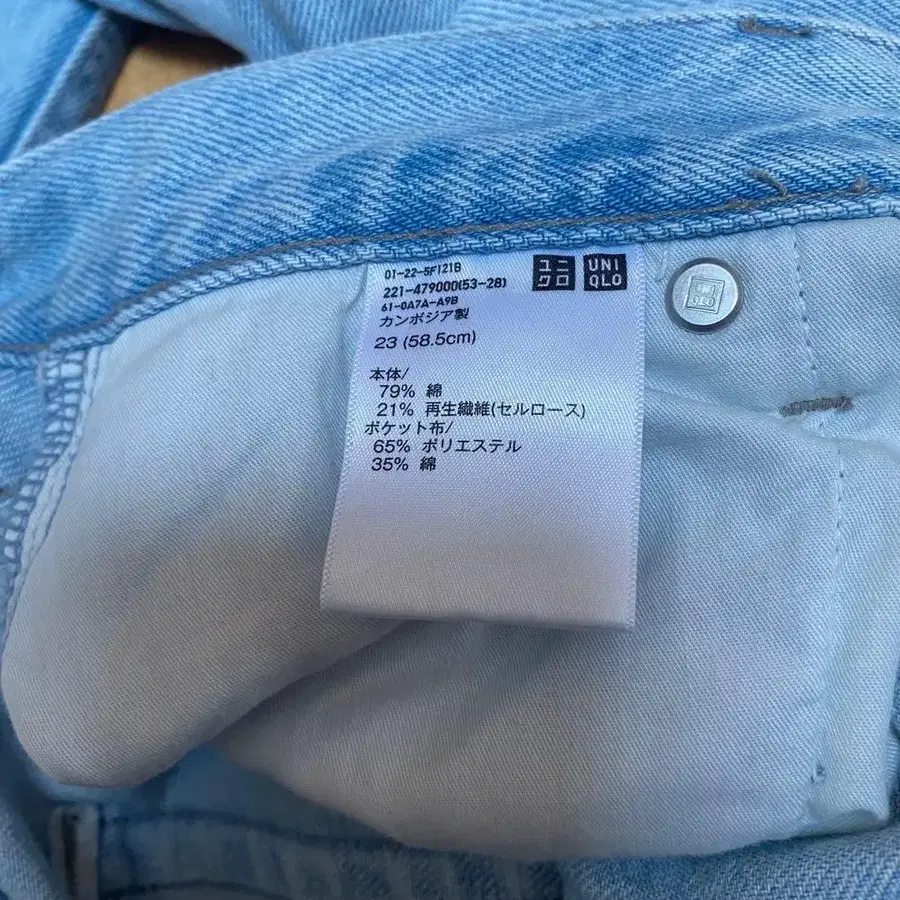 01-22-5F121B
221-479000(53-28)
61-0A7A-A9B
カンボジア製
23 (58.5cm)
ユニ
クロ
UNI
QLO
本体/
79% 綿
21% 再生繊維(セルロース)
ポケット布/
65% ポリエステル
35% 綿
UNI
QLO